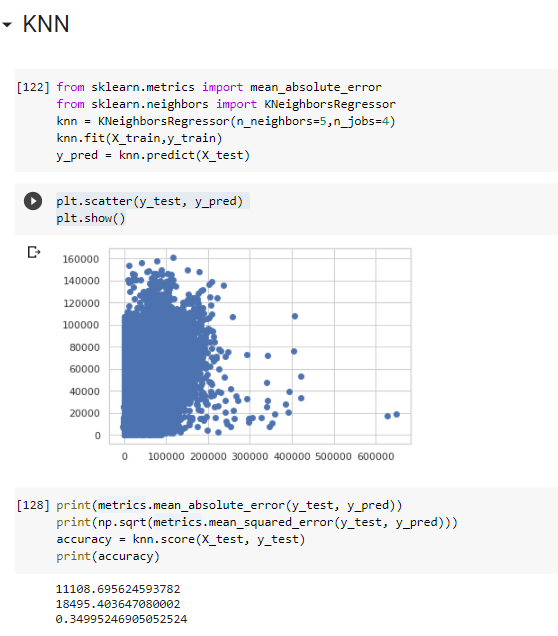 KNN
[122] from sklearn.metrics import mean_absolute_error
from sklearn.neighbors import KNeighborsRegressor
knn = KNeighborsRegressor(n_neighbors=5,n_jobs=4)
knn.fit(X_train,y_train)
y_pred = knn.predict(X_test)
plt.scatter(y_test, y_pred)
plt.show()
160000
140000
120000
100000
80000
60000
40000
20000
0
0 100000 200000 300000 400000 500000 600000
[128] print(metrics.mean_absolute_error(y_test, y_pred))
print(np.sqrt(metrics.mean_squared_error(y_test, y_pred)))
accuracy = knn.score(X_test, y_test)
print(accuracy)
11108.695624593782
18495.403647080002
0.34995246905052524